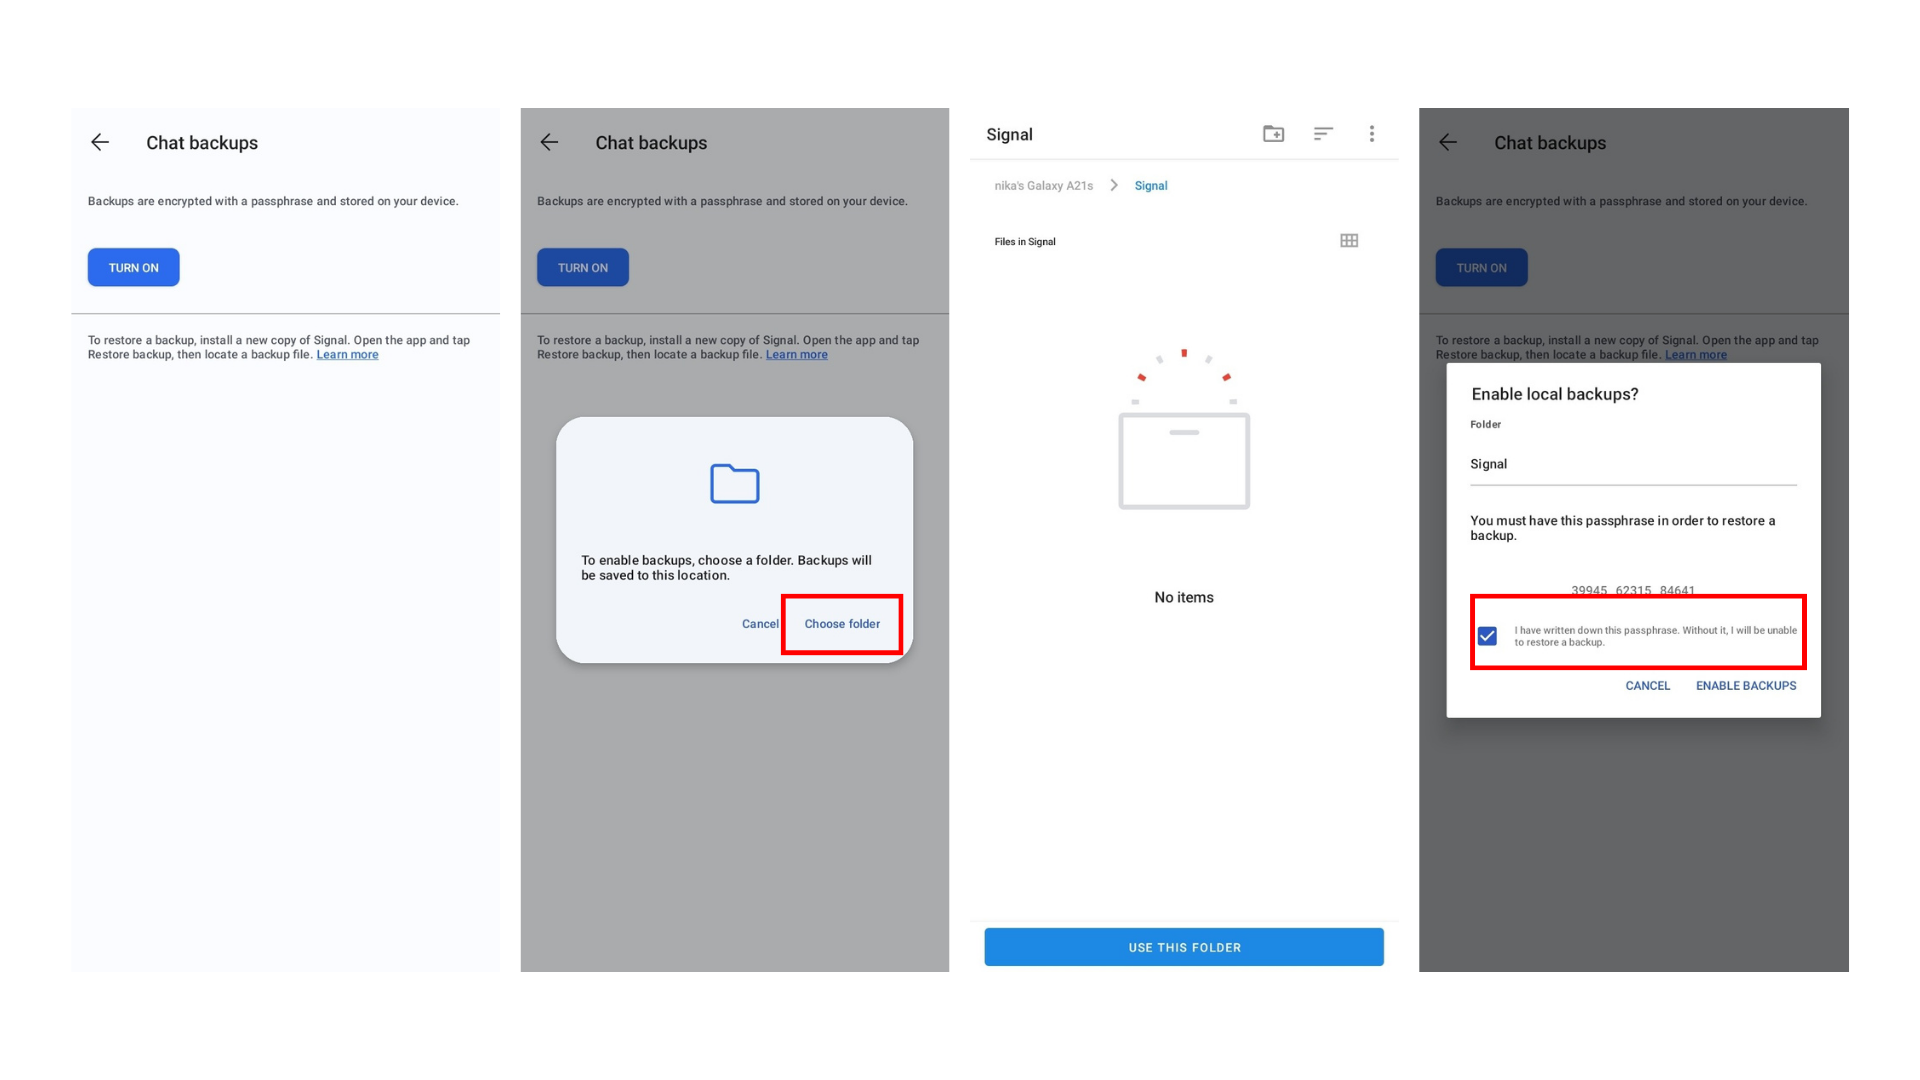 Chat backups
Backups are encrypted with a passphrase and stored on your device.
TURN ON
To restore a backup, install a new copy of Signal. Open the app and tap
Restore backup, then locate a backup file. Learn more
Chat backups
Backups are encrypted with a passphrase and stored on your device.
TURN ON
To restore a backup, install a new copy of Signal. Open the app and tap
Restore backup, then locate a backup file. Learn more
To enable backups, choose a folder. Backups will
be saved to this location.
Cancel Choose folder
Signal
nika's Galaxy A21s > Signal
Files in Signal
No items
USE THIS FOLDER
Chat backups
Backups are encrypted with a passphrase and stored on your device.
TURN ON
To restore a backup, install a new copy of Signal. Open the app and tap
Restore backup, then locate a backup file. Learn more
Enable local backups?
Folder
Signal
You must have this passphrase in order to restore a
backup.
39945 62315 84641
I have written down this passphrase. Without it, I will be unable
to restore a backup.
CANCEL ENABLE BACKUPS